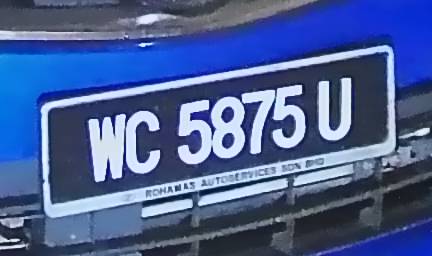 WC 5875 U
ROHAMAS AUTOSERVICES SDN BHD